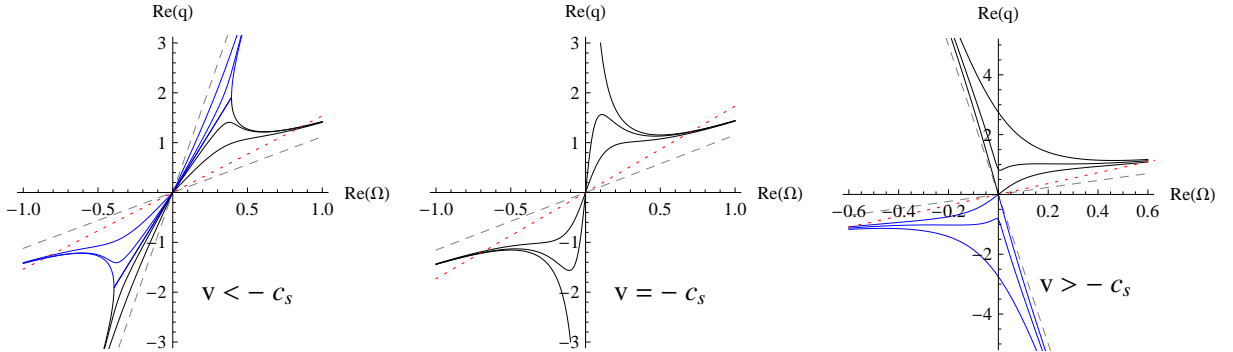 Re(q)
3
2
1
−1.0 −0.5 0.5 1.0 Re(Ω)
−1
−2
−3
v < − c_s
Re(q)
3
2
1
−1.0 −0.5 0.5 1.0 Re(Ω)
−1
−2
−3
v = − c_s
Re(q)
4
2
−0.6 −0.4 −0.2 0.2 0.4 0.6 Re(Ω)
−2
−4
v > − c_s